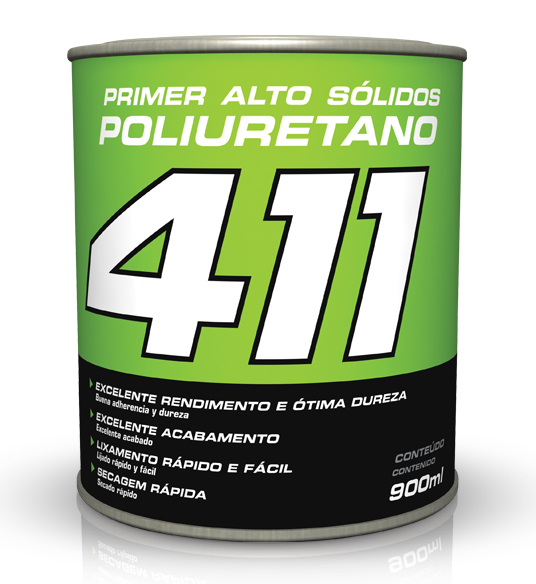 PRIMER ALTO SÓLIDOS
POLIURETANO
411
EXCELENTE RENDIMENTO E ÓTIMA DUREZA
Buena adherencia y dureza
EXCELENTE ACABAMENTO
Excelente acabado
LIXAMENTO RÁPIDO E FÁCIL
Lijado rápido y fácil
SECAGEM RÁPIDA
Secado rápido
CONTEÚDO
CONTENIDO
900ml